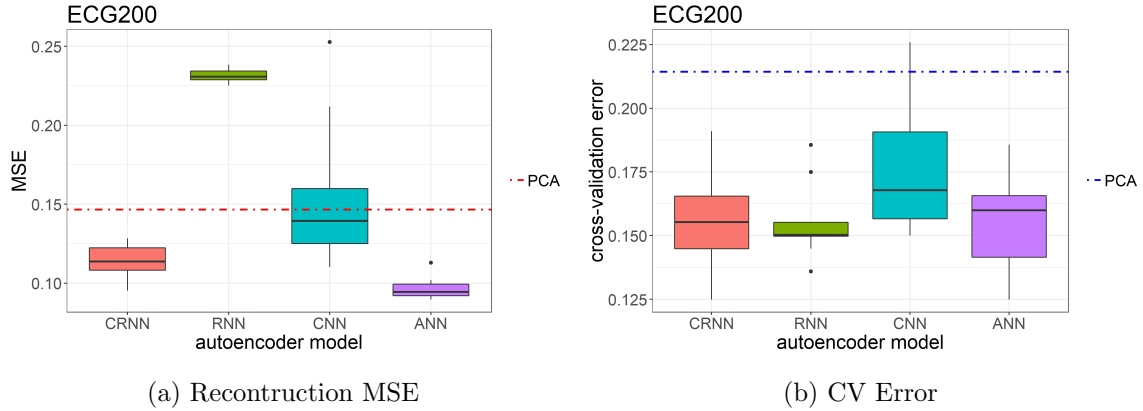 ECG200
MSE
0.25
0.20
0.15
0.10
CRNN RNN CNN ANN
autoencoder model
PCA
(a) Recontruction MSE
ECG200
cross-validation error
0.225
0.200
0.175
0.150
0.125
CRNN RNN CNN ANN
autoencoder model
PCA
(b) CV Error